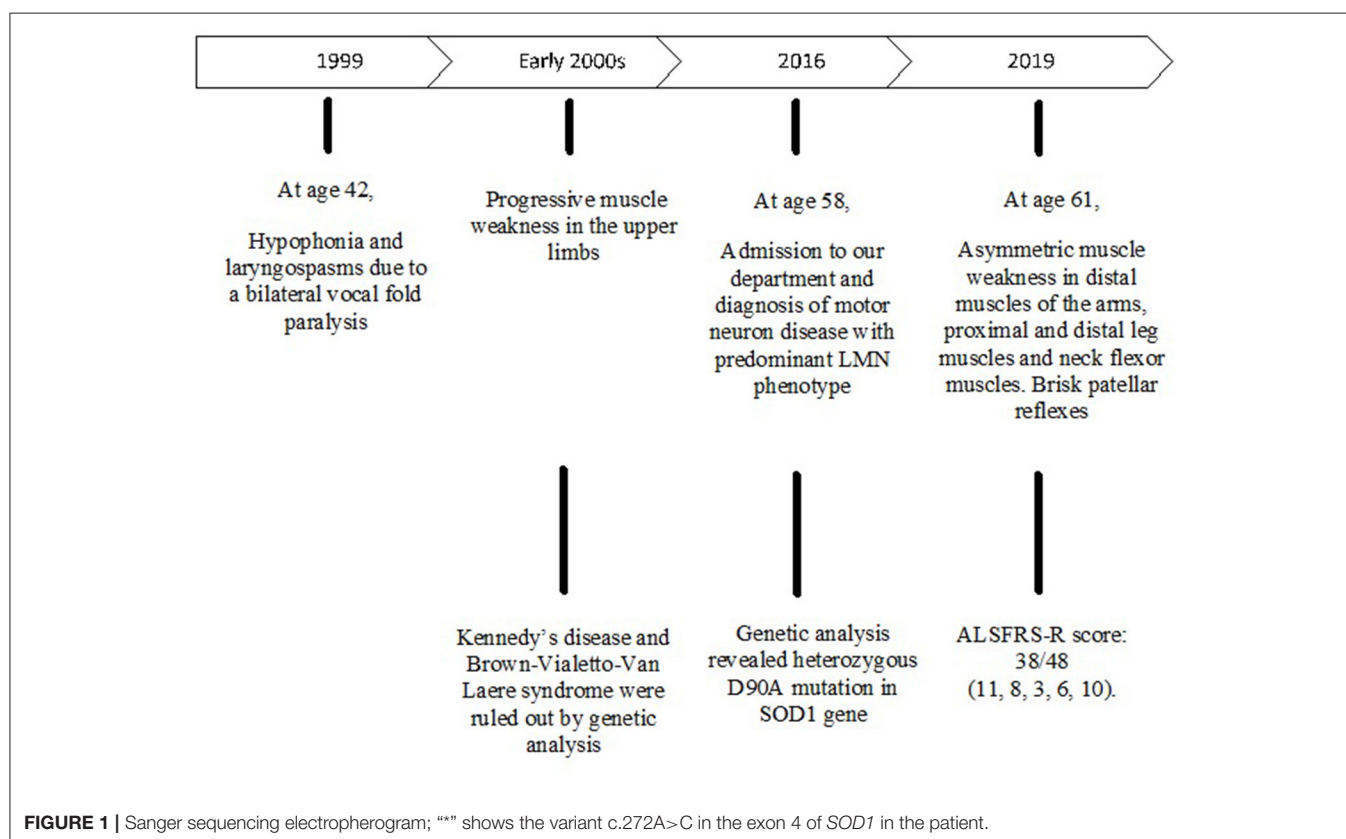 1999
Early 2000s
2016
2019
At age 42,
Hypophonia and
laryngospasms due to
a bilateral vocal fold
paralysis
Progressive muscle
weakness in the upper
limbs
At age 58,
Admission to our
department and
diagnosis of motor
neuron disease with
predominant LMN
phenotype
At age 61,
Asymmetric muscle
weakness in distal
muscles of the arms,
proximal and distal leg
muscles and neck flexor
muscles. Brisk patellar
reflexes
Kennedy's disease and
Brown-Vialetto-Van
Laere syndrome were
ruled out by genetic
analysis
Genetic analysis
revealed heterozygous
D90A mutation in
SOD1 gene
ALSFRS-R score:
38/48
(11, 8, 3, 6, 10).
FIGURE 1 | Sanger sequencing electropherogram; “*” shows the variant c.272A>C in the exon 4 of SOD1 in the patient.